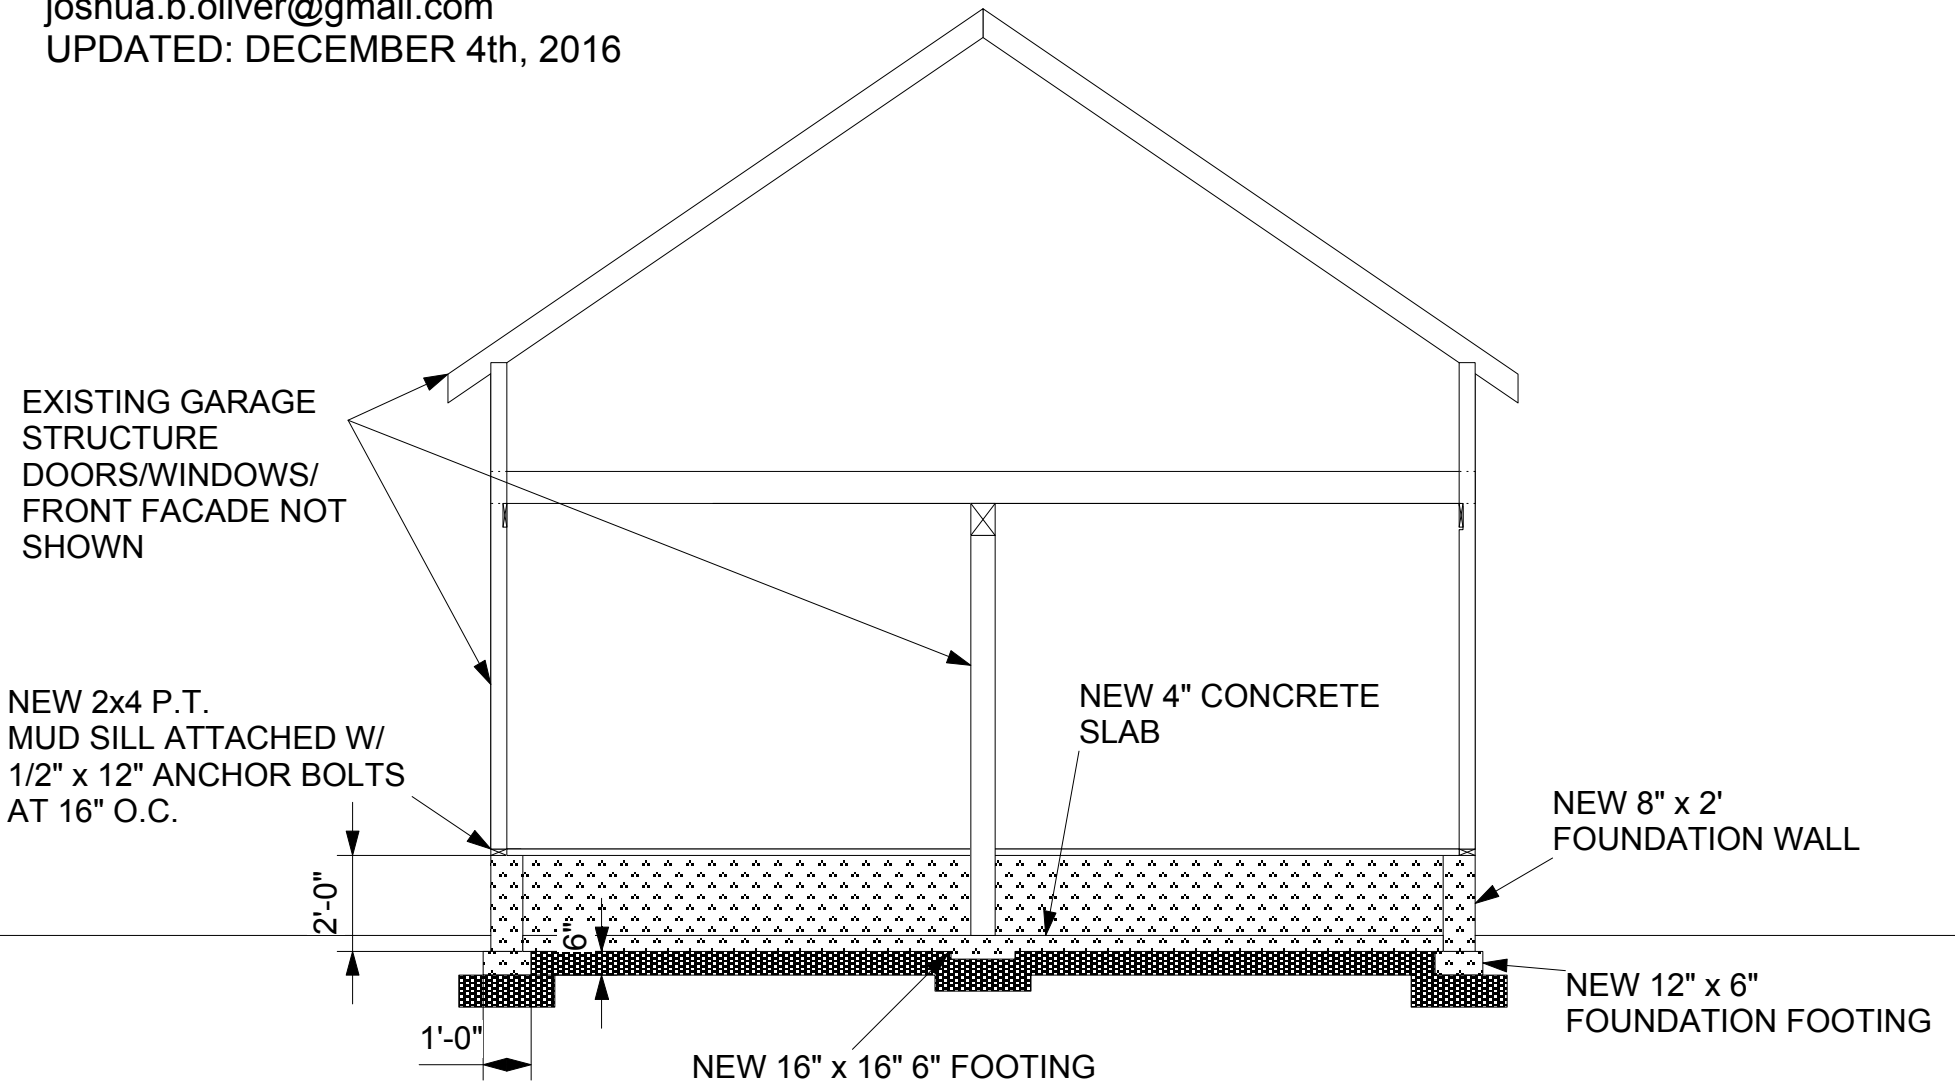 joshua.b.oliver@gmail.com
UPDATED: DECEMBER 4th, 2016
EXISTING GARAGE
STRUCTURE
DOORS/WINDOWS/
FRONT FACADE NOT
SHOWN
NEW 2x4 P.T.
MUD SILL ATTACHED W/
1/2" x 12" ANCHOR BOLTS
AT 16" O.C.
NEW 4" CONCRETE
SLAB
NEW 8" x 2'
FOUNDATION WALL
2'-0"
6"
1'-0"
NEW 12" x 6"
FOUNDATION FOOTING
NEW 16" x 16" 6" FOOTING